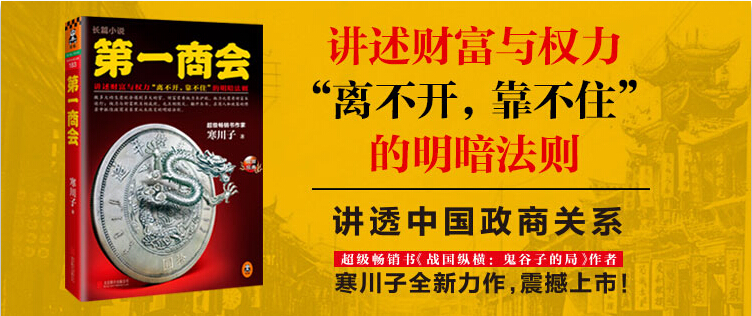 长篇小说
第一商会
讲述财富与权力“离不开,靠不住”的明暗法则
超级畅销书作家
寒川子 著
第一商会
寒川子 著
讲述财富与权力
“离不开,靠不住”
的明暗法则
讲透中国政商关系
超级畅销书《战国纵横:鬼谷子的局》作者
寒川子全新力作,震撼上市!